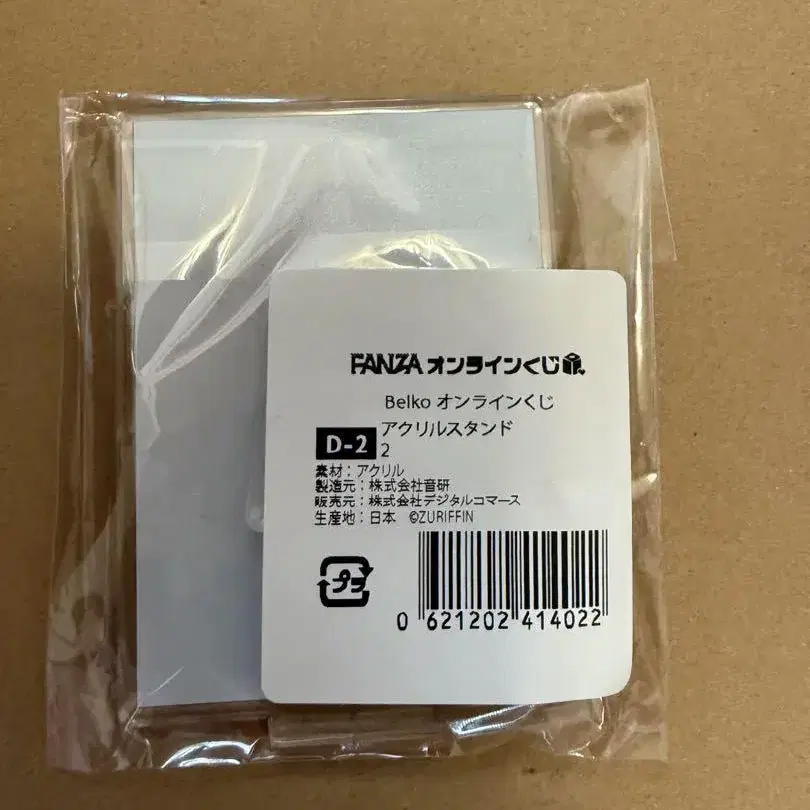 FANZA オンラインくじ
Belko オンラインくじ
D-2 アクリルスタンド
2
素材：アクリル
製造元：株式会社音研
販売元：株式会社デジタルコマース
生産地：日本 ©ZURIFFIN
プラ
0 621202 414022